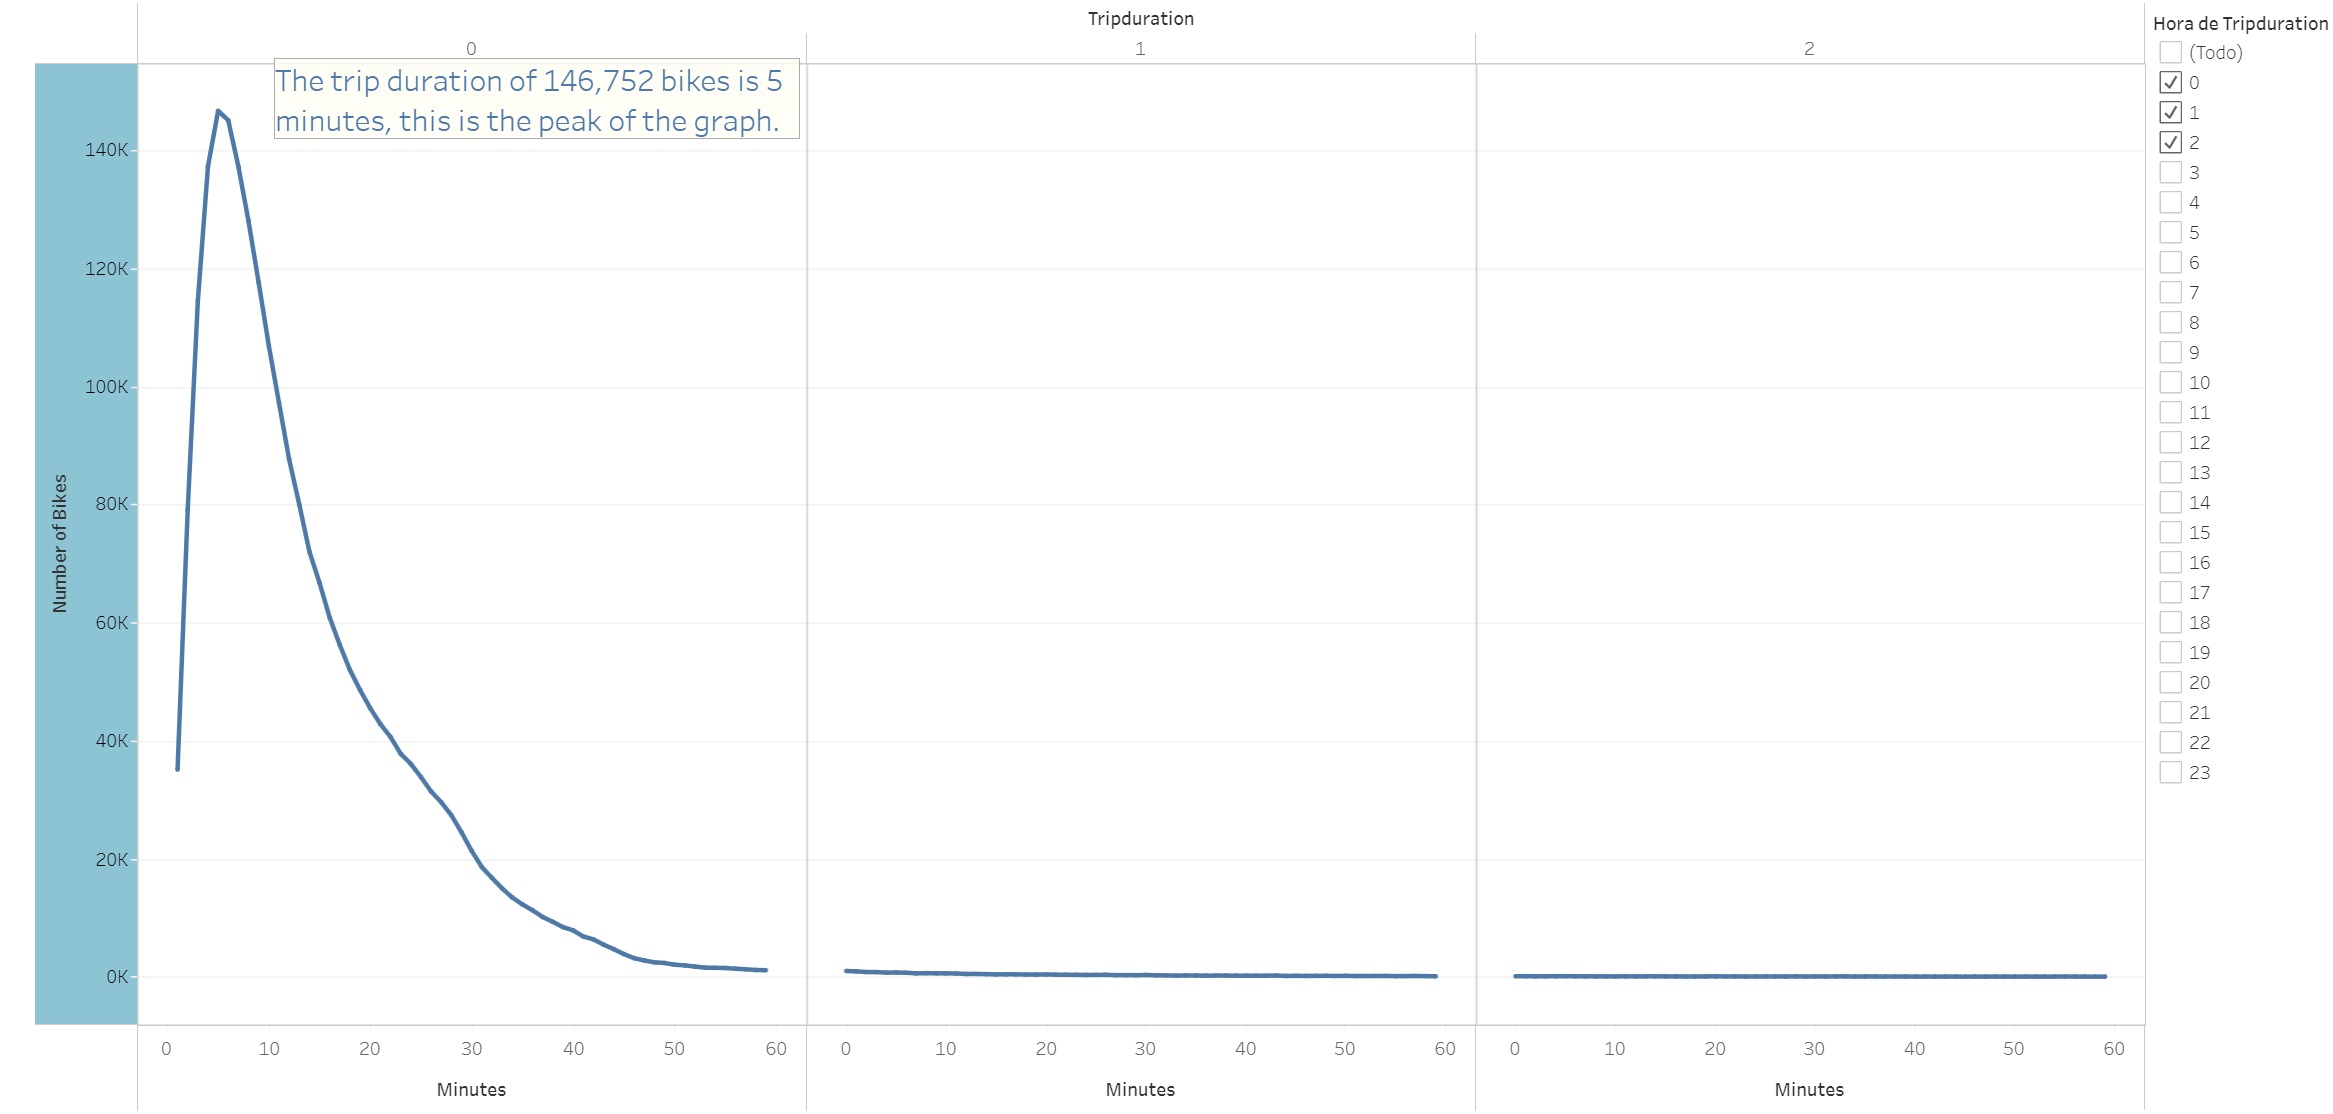 Tripduration
0 1 2
The trip duration of 146,752 bikes is 5
minutes, this is the peak of the graph.
Number of Bikes
140K
120K
100K
80K
60K
40K
20K
0K
0 10 20 30 40 50 60 0 10 20 30 40 50 60 0 10 20 30 40 50 60
Minutes Minutes Minutes
Hora de Tripduration
(Todo)
0
1
2
3
4
5
6
7
8
9
10
11
12
13
14
15
16
17
18
19
20
21
22
23